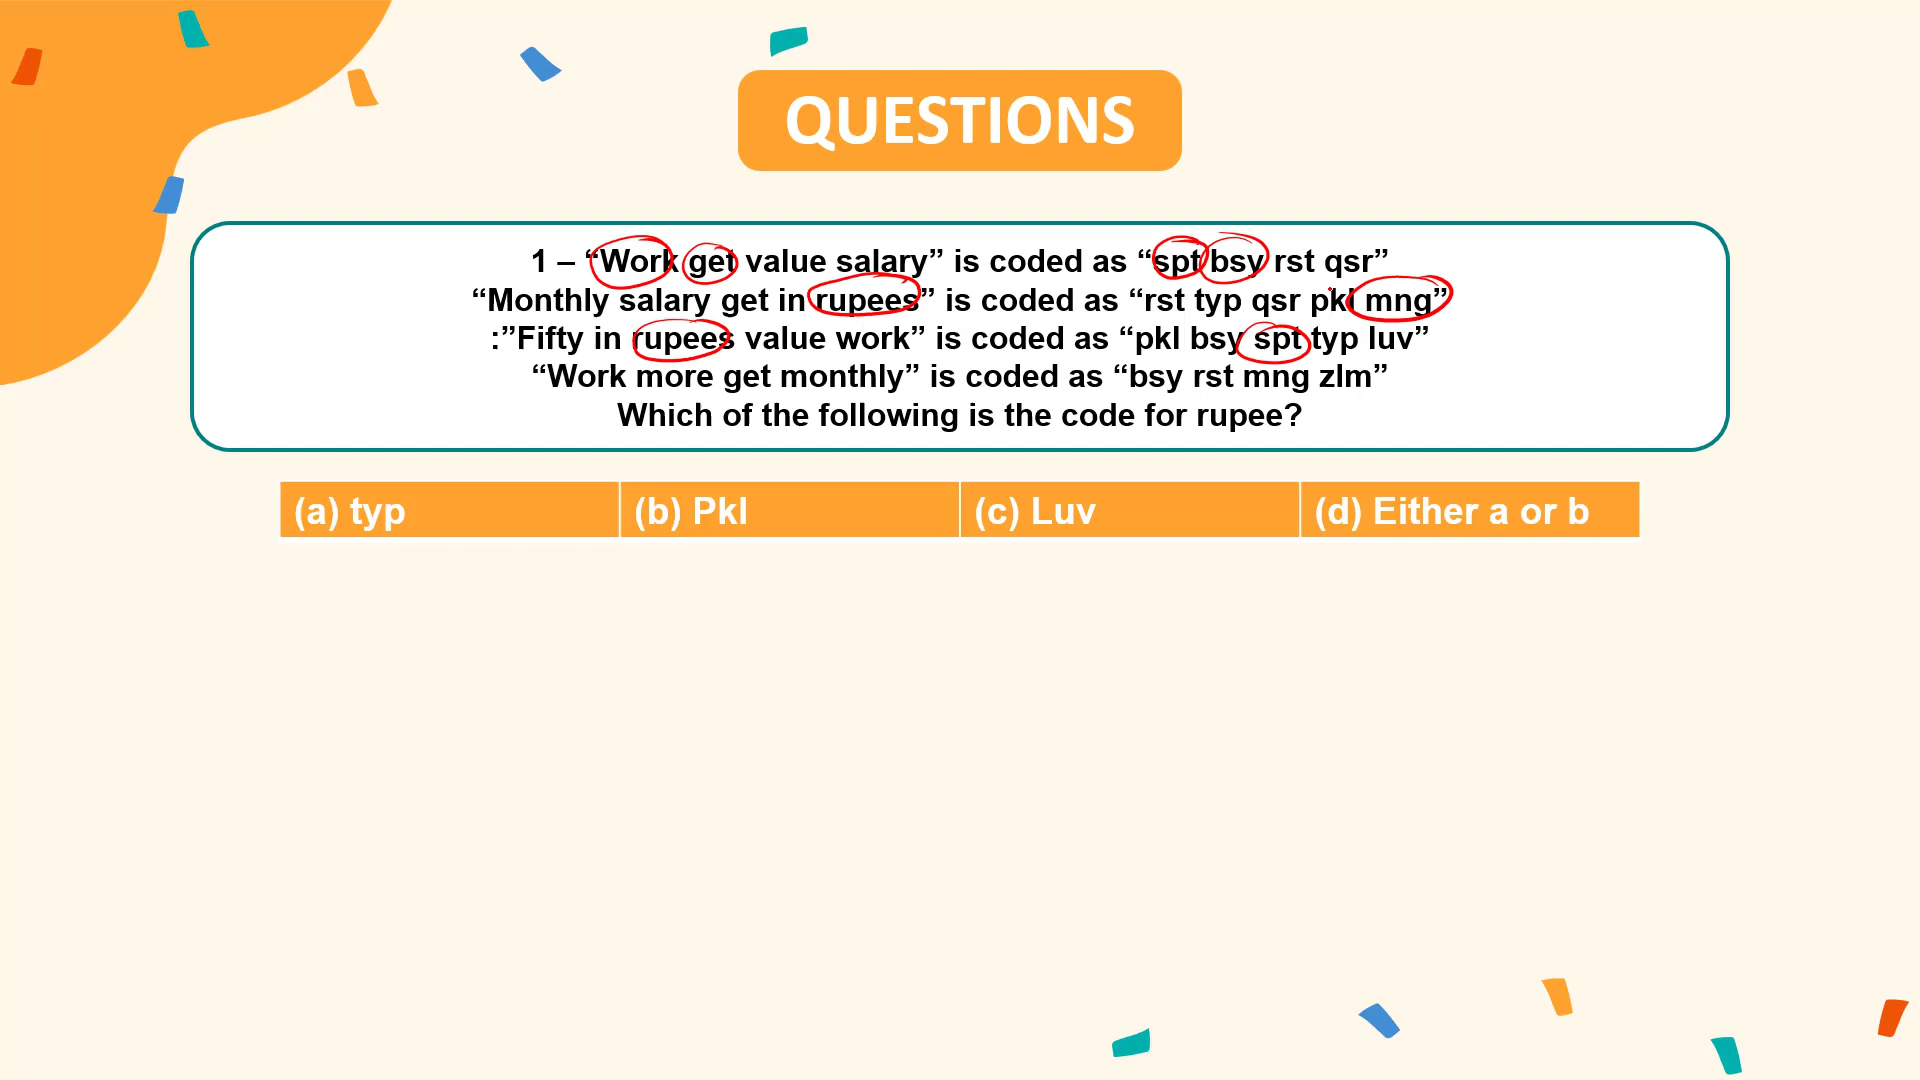 QUESTIONS
1 – “Work get value salary” is coded as “spt bsy rst qsr”
“Monthly salary get in rupees” is coded as “rst typ qsr pkl mng”
:”Fifty in rupees value work” is coded as “pkl bsy spt typ luv”
“Work more get monthly” is coded as “bsy rst mng zlm”
Which of the following is the code for rupee?
(a) typ (b) Pkl (c) Luv (d) Either a or b